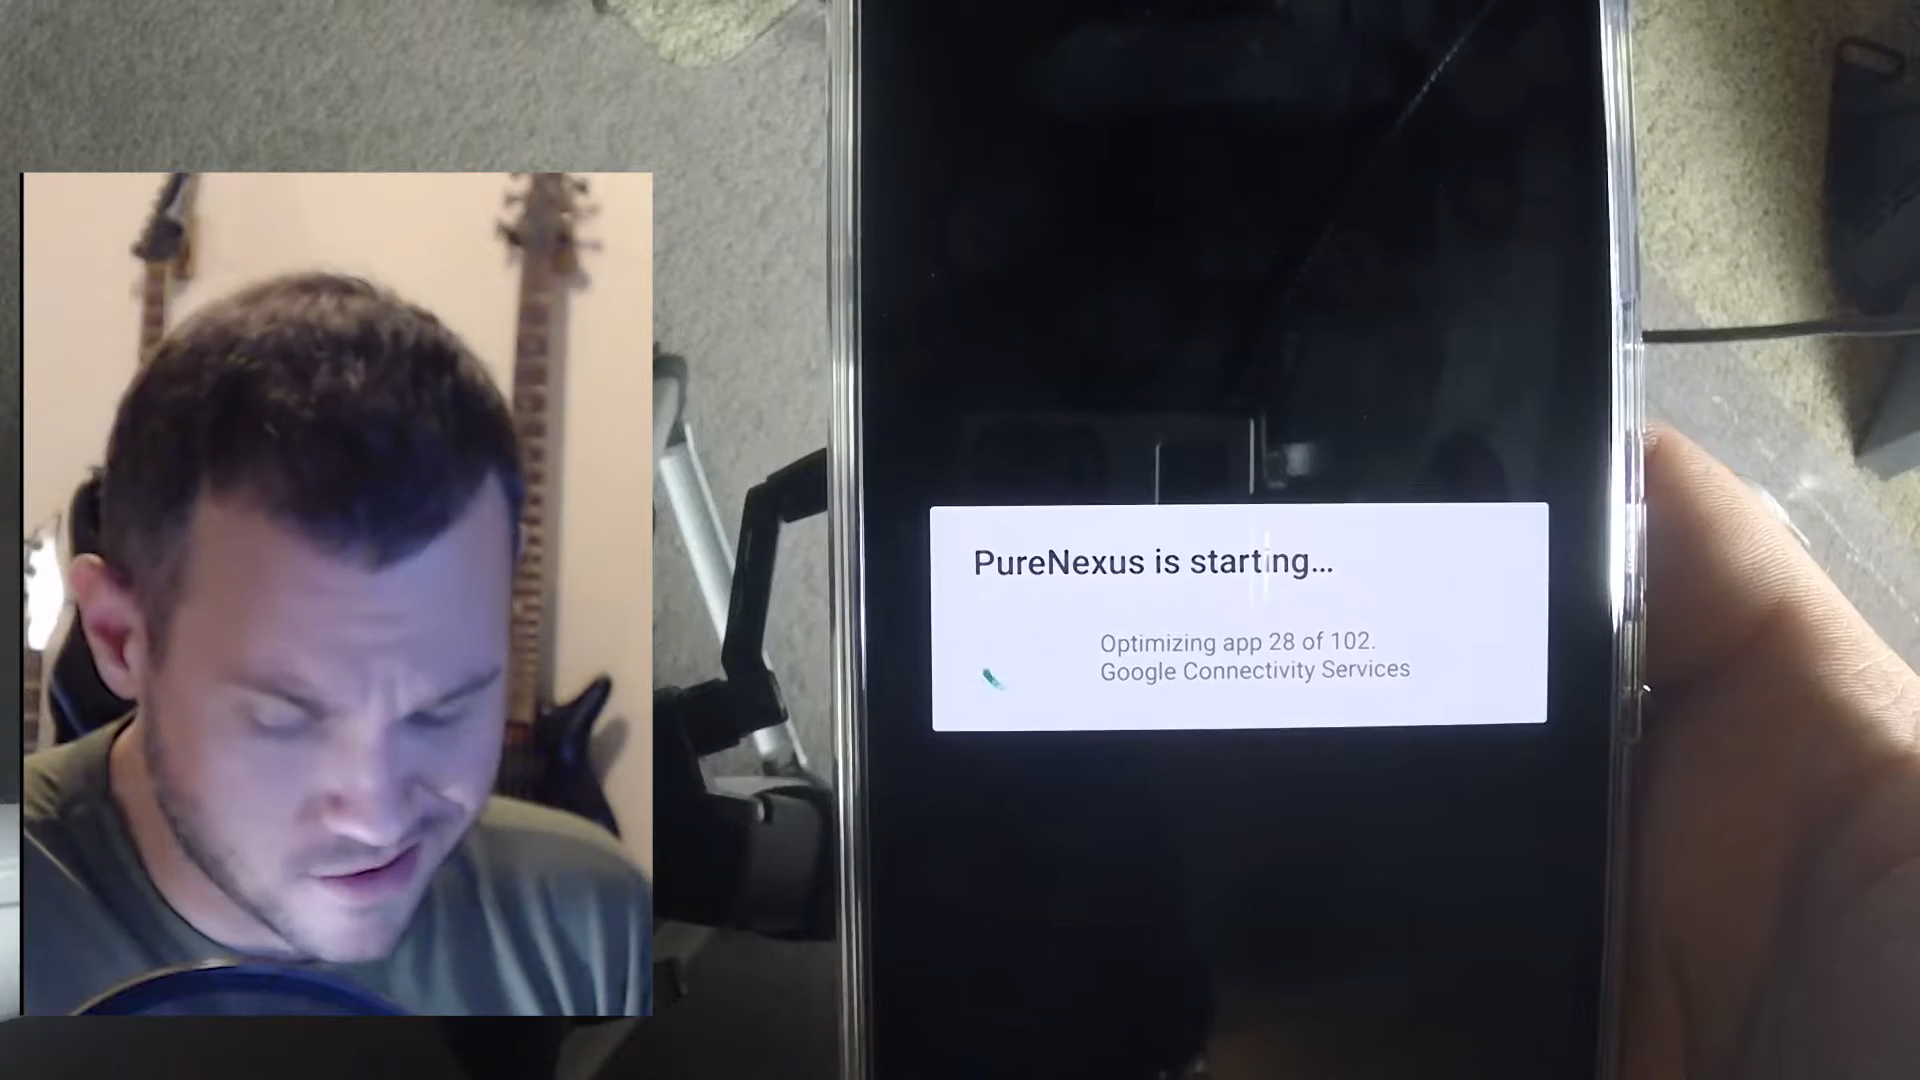 PureNexus is starting...
Optimizing app 28 of 102.
Google Connectivity Services